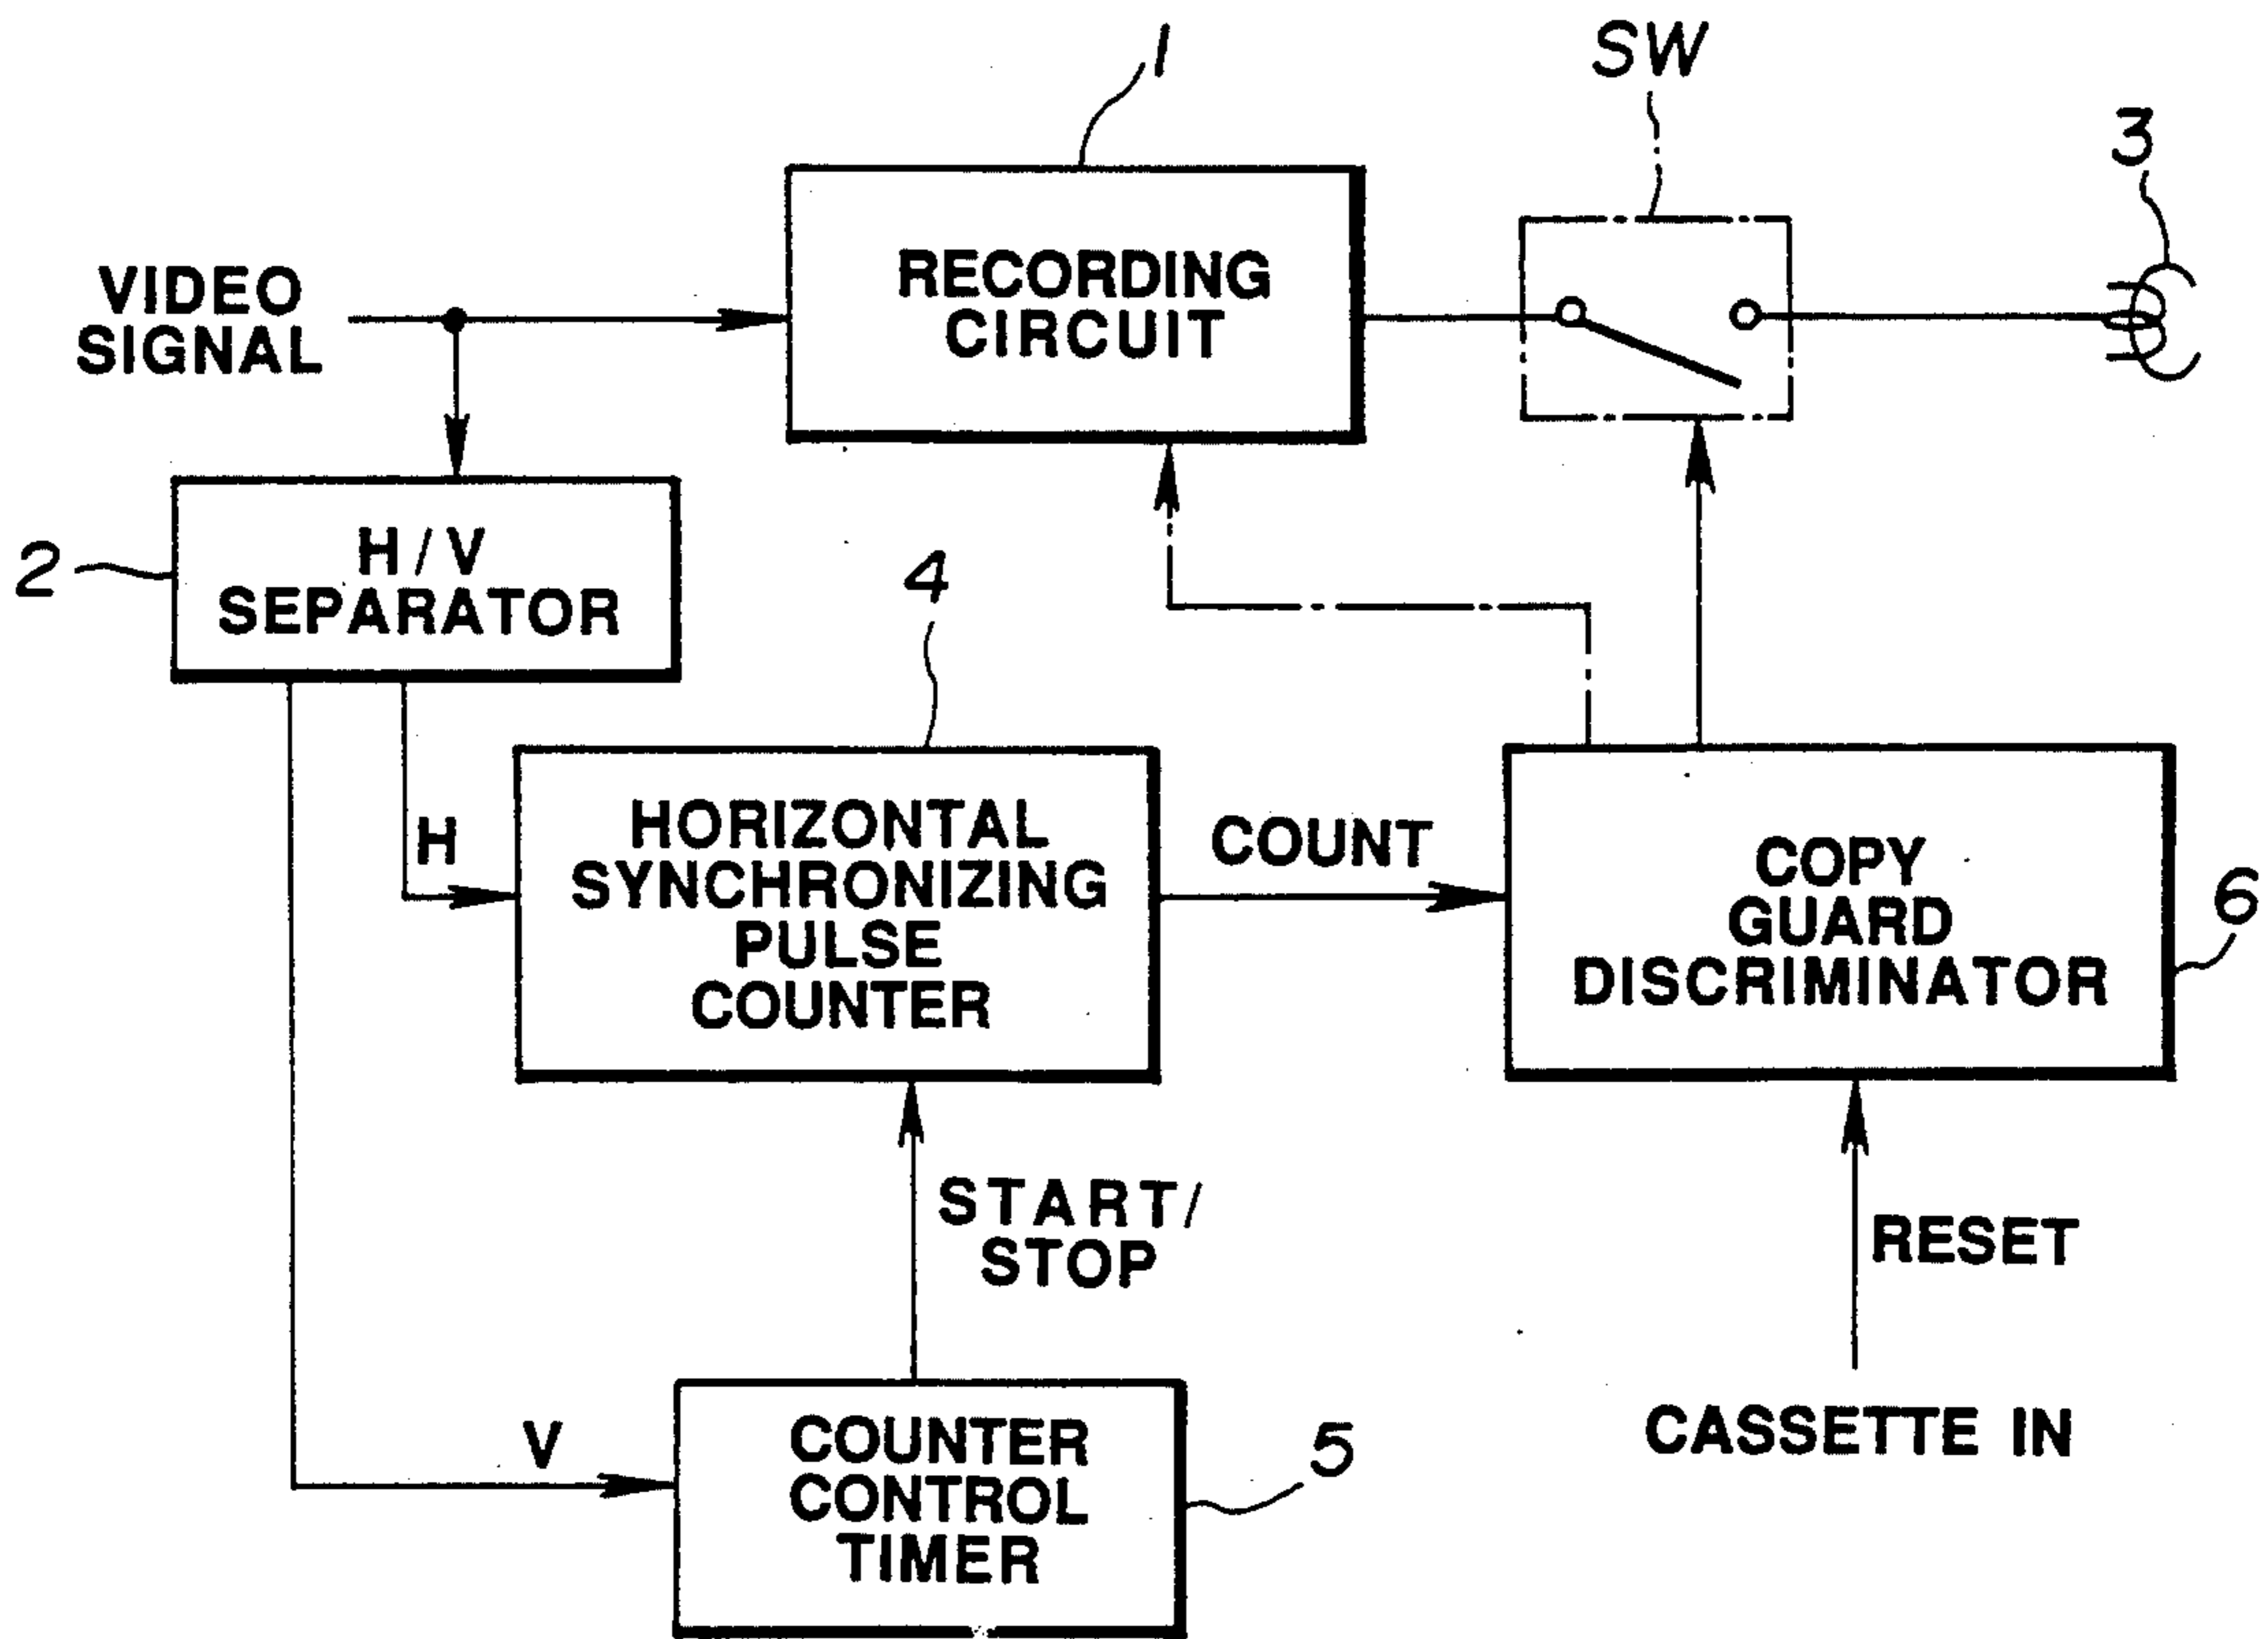 1
SW
3
VIDEO
SIGNAL
RECORDING
CIRCUIT
2
H/V
SEPARATOR
4
H
HORIZONTAL
SYNCHRONIZING
PULSE
COUNTER
COUNT
COPY
GUARD
DISCRIMINATOR
6
START/
STOP
RESET
V
COUNTER
CONTROL
TIMER
5
CASSETTE IN